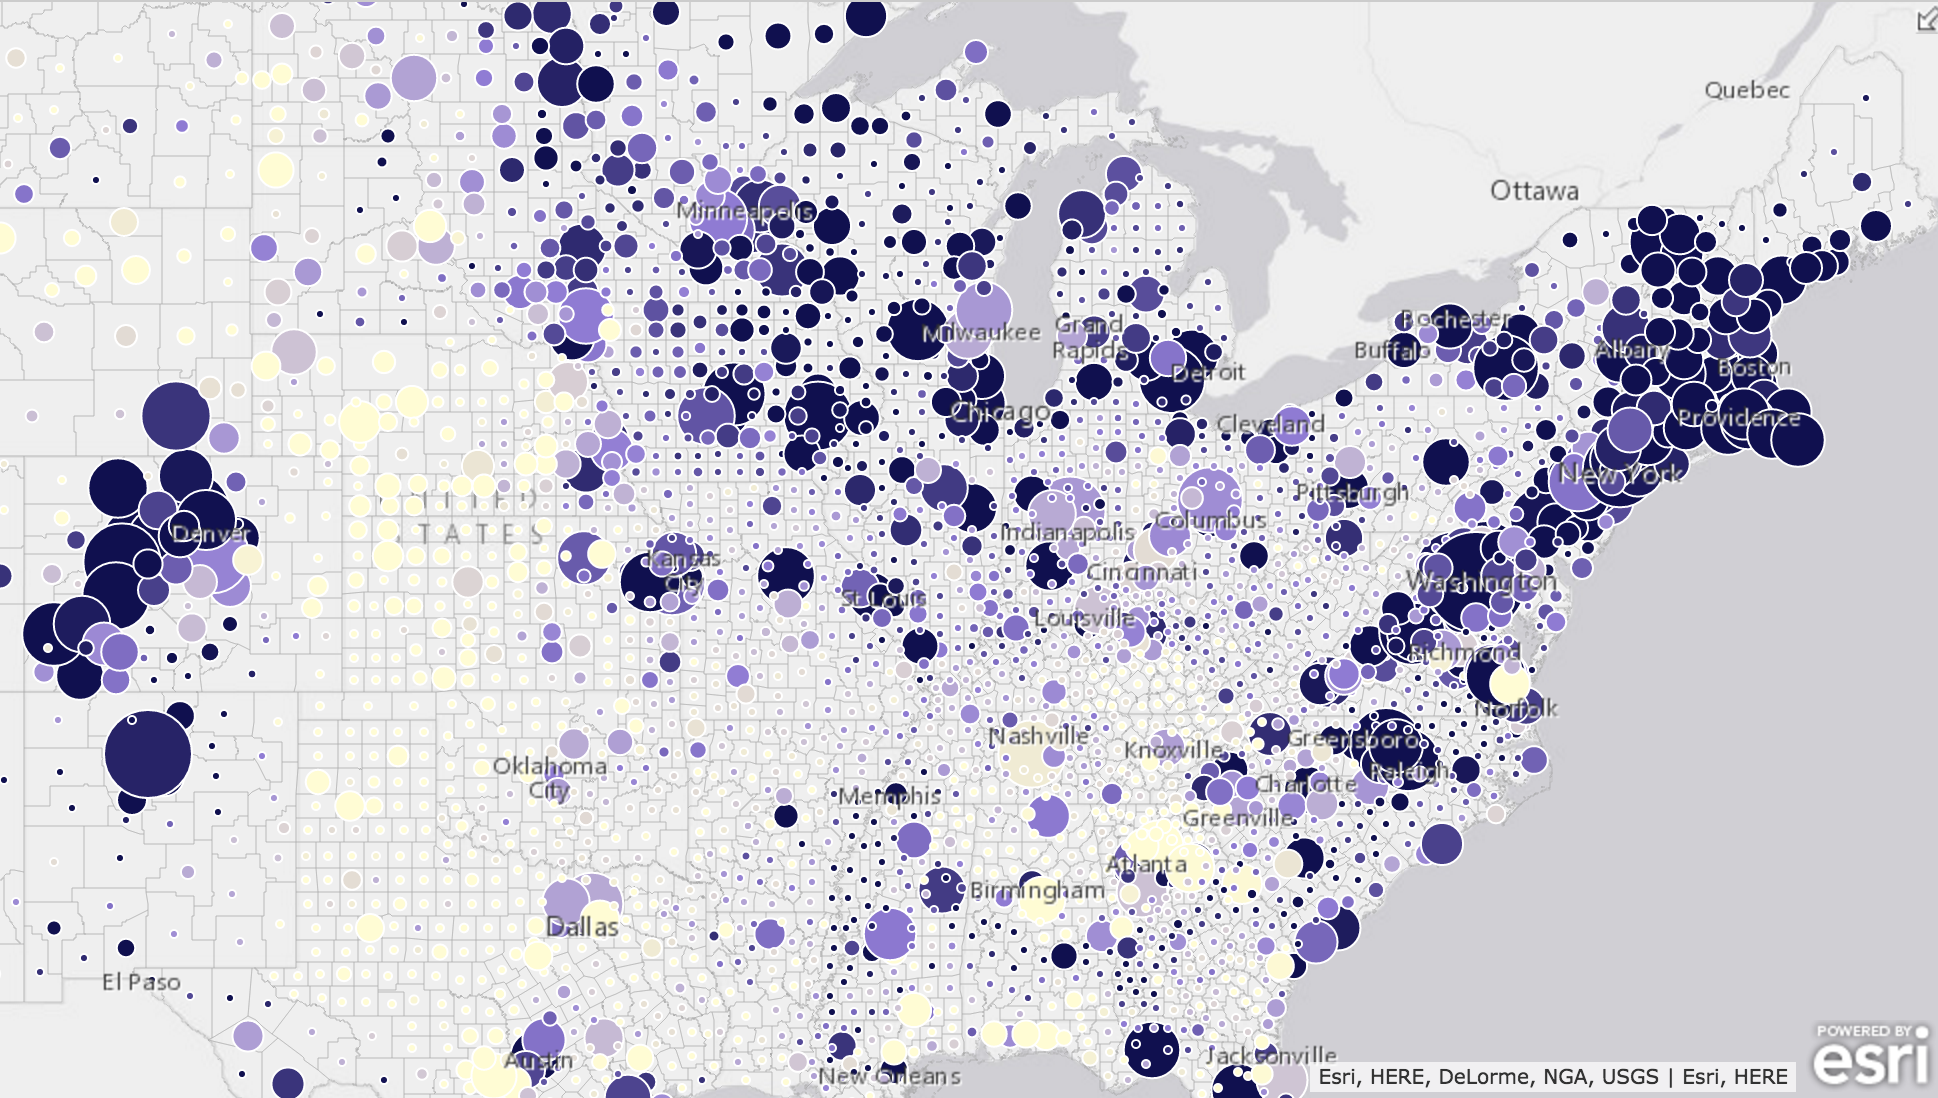 Quebec
Ottawa
Minneapolis
Milwaukee
Grand
Rapids
Detroit
Rochester
Buffalo
Albany
Boston
Providence
Chicago
Cleveland
New York
Pittsburgh
UNITED
STATES
Denver
Kansas
City
Indianapolis
Columbus
Cincinnati
Washington
St Louis
Louisville
Richmond
Norfolk
Nashville
Knoxville
Greensboro
Raleigh
Oklahoma
City
Memphis
Charlotte
Greenville
Atlanta
Birmingham
Dallas
El Paso
Austin
New Orleans
Jacksonville
Esri, HERE, DeLorme, NGA, USGS | Esri, HERE
POWERED BY
esri